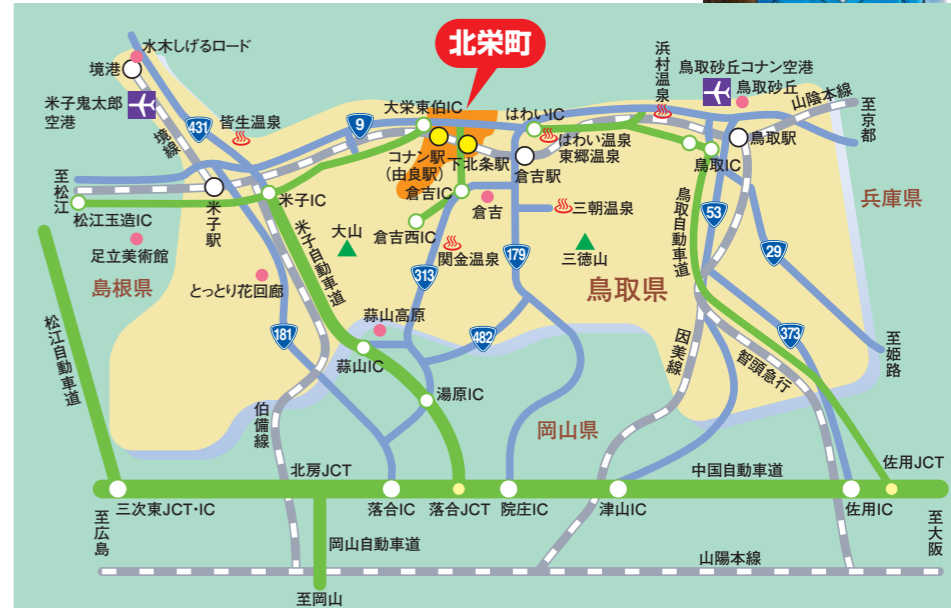 北栄町
水木しげるロード
境港
米子鬼太郎
空港
境線
431
皆生温泉
9
大栄東伯IC
はわいIC
浜村温泉
鳥取砂丘コナン空港
鳥取砂丘
山陰本線
至京都
コナン駅
(由良駅)
下北条駅
倉吉駅
はわい温泉
東郷温泉
鳥取駅
鳥取IC
至松江
松江玉造IC
米子駅
米子IC
倉吉IC
倉吉
倉吉西IC
三朝温泉
兵庫県
足立美術館
島根県
とっとり花回廊
大山
米子自動車道
関金温泉
313
179
三徳山
鳥取県
鳥取自動車道
53
29
373
松江自動車道
181
蒜山高原
蒜山IC
482
因美線
智頭急行
至姫路
湯原IC
伯備線
岡山県
北房JCT
中国自動車道
佐用JCT
三次東JCT・IC
落合IC
落合JCT
院庄IC
津山IC
佐用IC
至広島
至大阪
岡山自動車道
山陽本線
至岡山